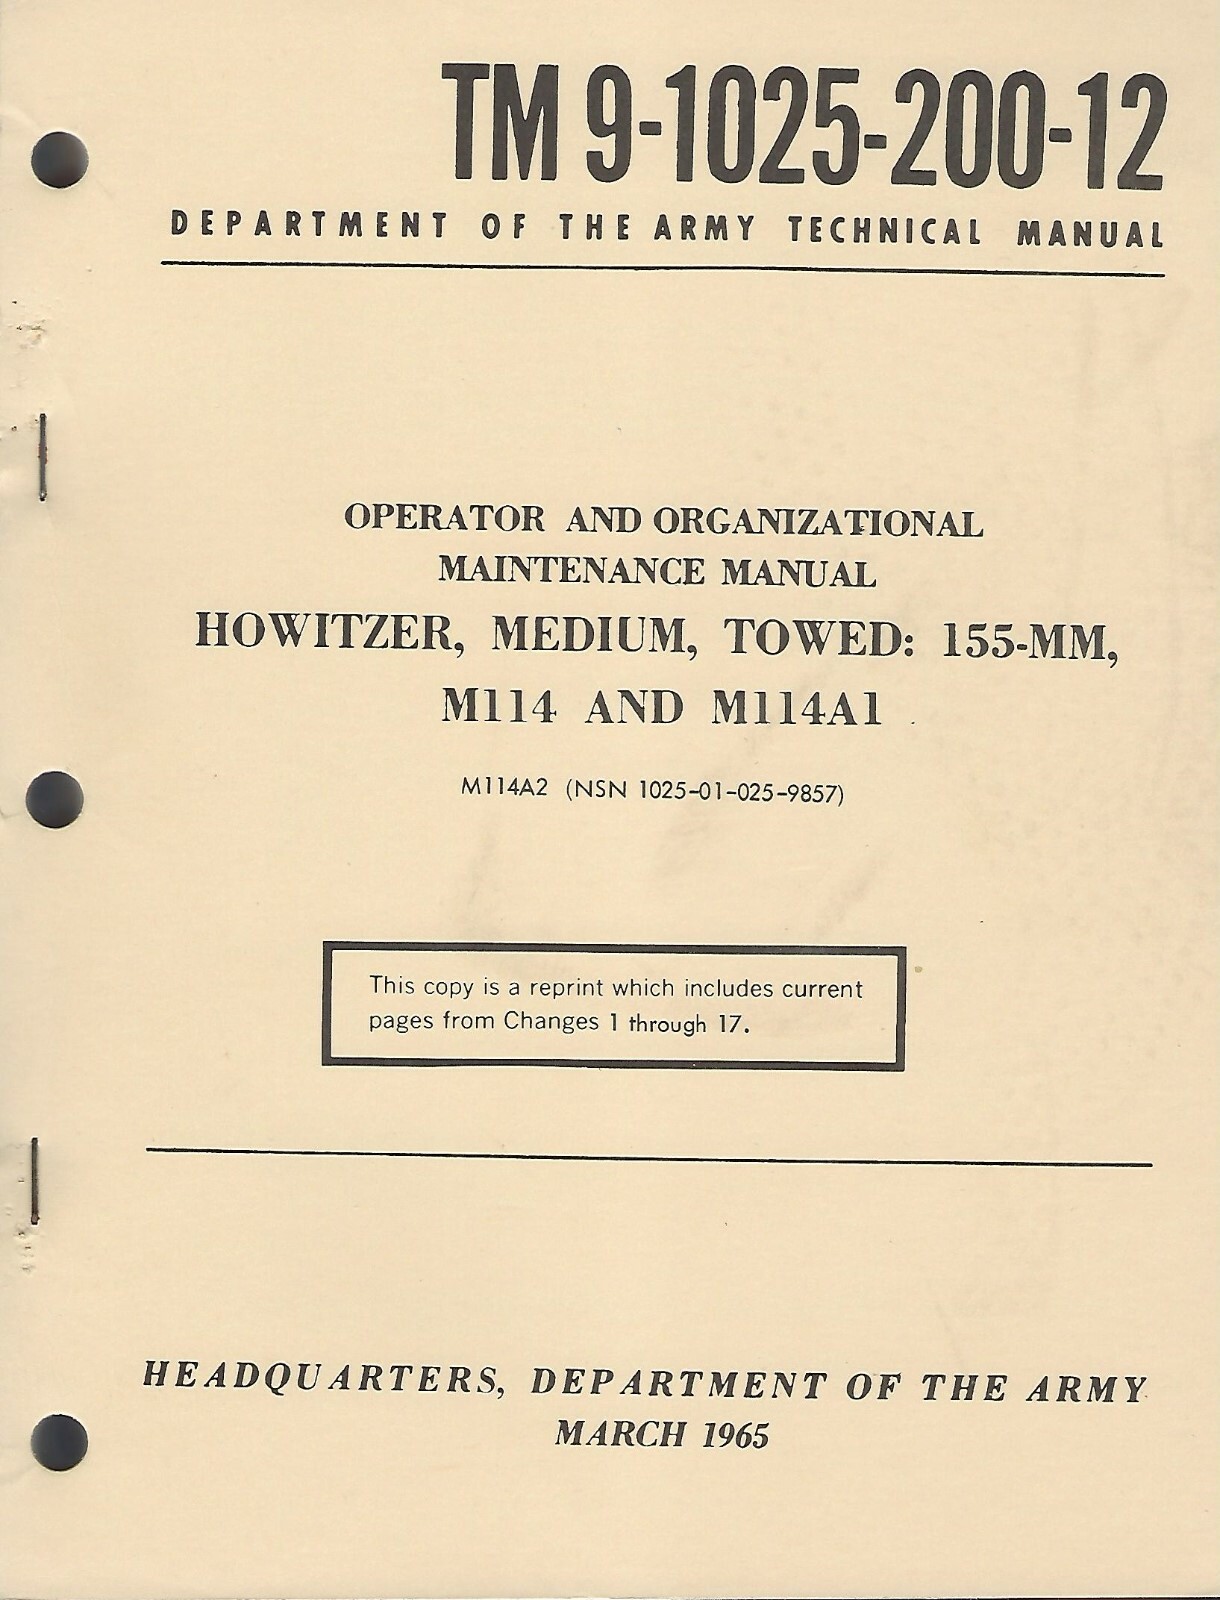 TM 9-1025-200-12
DEPARTMENT OF THE ARMY TECHNICAL MANUAL
OPERATOR AND ORGANIZATIONAL
MAINTENANCE MANUAL
HOWITZER, MEDIUM, TOWED: 155-MM,
M114 AND M114A1
M114A2 (NSN 1025-01-025-9857)
This copy is a reprint which includes current
pages from Changes 1 through 17.
HEADQUARTERS, DEPARTMENT OF THE ARMY
MARCH 1965